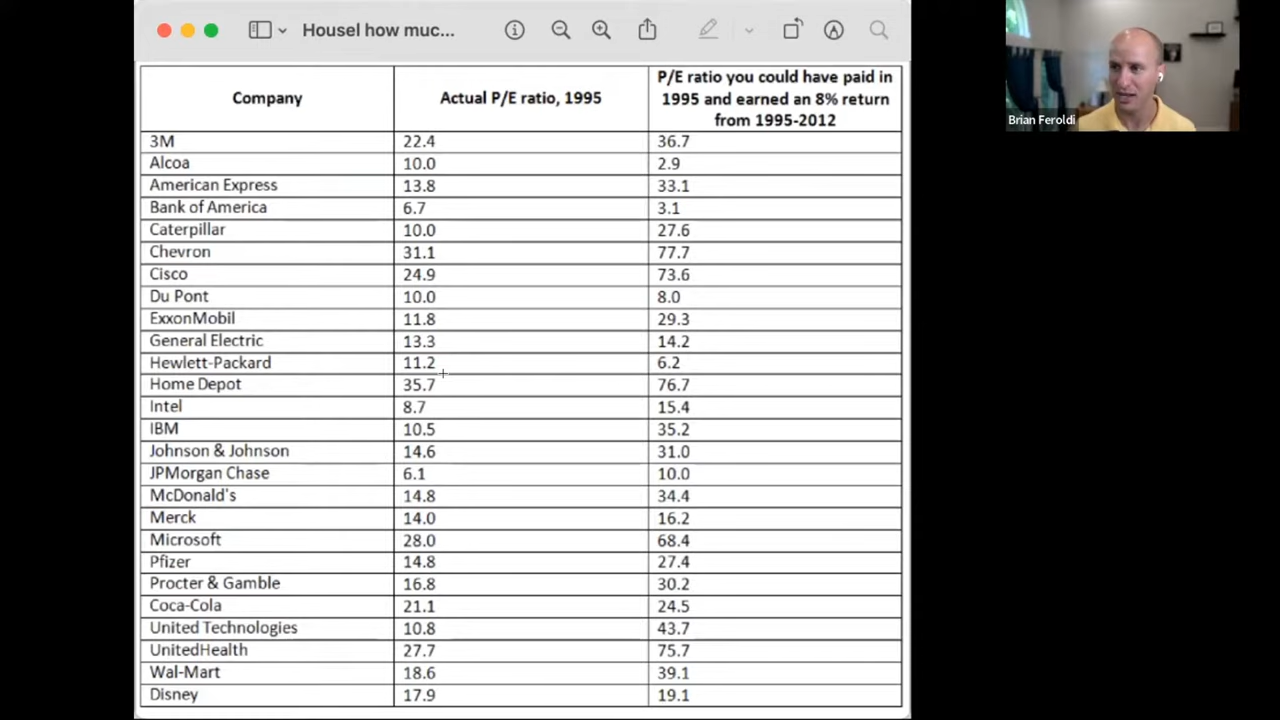 Housel how muc...
Company Actual P/E ratio, 1995 P/E ratio you could have paid in
1995 and earned an 8% return
from 1995-2012
3M 22.4 36.7
Alcoa 10.0 2.9
American Express 13.8 33.1
Bank of America 6.7 3.1
Caterpillar 10.0 27.6
Chevron 31.1 77.7
Cisco 24.9 73.6
Du Pont 10.0 8.0
ExxonMobil 11.8 29.3
General Electric 13.3 14.2
Hewlett-Packard 11.2 6.2
Home Depot 35.7 76.7
Intel 8.7 15.4
IBM 10.5 35.2
Johnson & Johnson 14.6 31.0
JPMorgan Chase 6.1 10.0
McDonald's 14.8 34.4
Merck 14.0 16.2
Microsoft 28.0 68.4
Pfizer 14.8 27.4
Procter & Gamble 16.8 30.2
Coca-Cola 21.1 24.5
United Technologies 10.8 43.7
UnitedHealth 27.7 75.7
Wal-Mart 18.6 39.1
Disney 17.9 19.1
Brian Feroldi